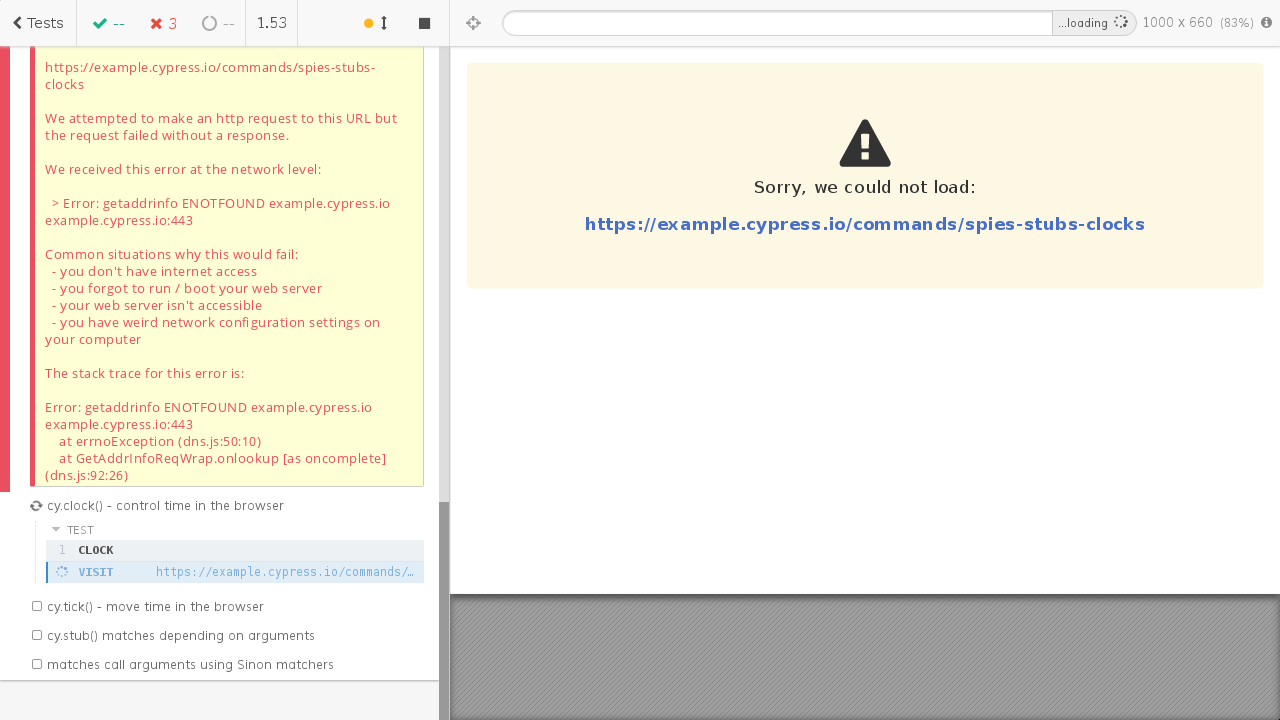 Tests
--
3
--
1.53
...loading
1000 x 660 (83%)
https://example.cypress.io/commands/spies-stubs-
clocks
We attempted to make an http request to this URL but
the request failed without a response.
We received this error at the network level:
> Error: getaddrinfo ENOTFOUND example.cypress.io
example.cypress.io:443
Common situations why this would fail:
- you don't have internet access
- you forgot to run / boot your web server
- your web server isn't accessible
- you have weird network configuration settings on
your computer
The stack trace for this error is:
Error: getaddrinfo ENOTFOUND example.cypress.io
example.cypress.io:443
at errnoException (dns.js:50:10)
at GetAddrInfoReqWrap.onlookup [as oncomplete]
(dns.js:92:26)
cy.clock() - control time in the browser
TEST
1 CLOCK
VISIT https://example.cypress.io/commands/…
cy.tick() - move time in the browser
cy.stub() matches depending on arguments
matches call arguments using Sinon matchers
Sorry, we could not load:
https://example.cypress.io/commands/spies-stubs-clocks